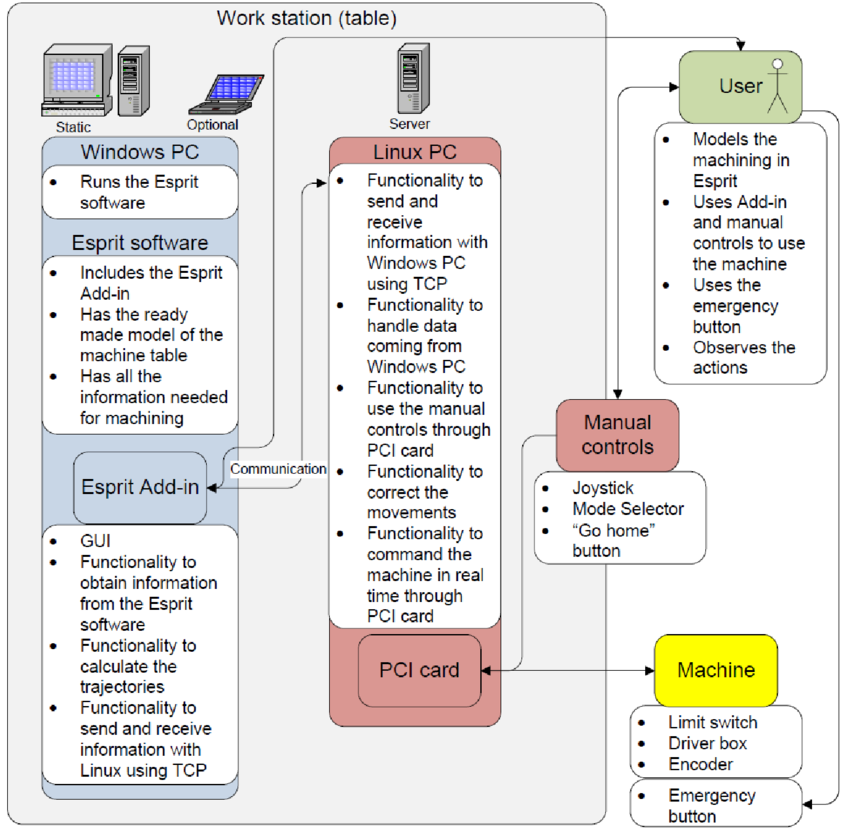 Work station (table)
Static
Optional
Server
Windows PC
• Runs the Esprit
software
Esprit software
• Includes the Esprit
Add-in
• Has the ready
made model of the
machine table
• Has all the
information needed
for machining
Esprit Add-in
• GUI
• Functionality to
obtain information
from the Esprit
software
• Functionality to
calculate the
trajectories
• Functionality to
send and receive
information with
Linux using TCP
Communication
Linux PC
• Functionality to
send and
receive
information with
Windows PC
using TCP
• Functionality to
handle data
coming from
Windows PC
• Functionality to
use the manual
controls through
PCI card
• Functionality to
correct the
movements
• Functionality to
command the
machine in real
time through
PCI card
PCI card
User
• Models the
machining in
Esprit
• Uses Add-in
and manual
controls to use
the machine
• Uses the
emergency
button
• Observes the
actions
Manual
controls
• Joystick
• Mode Selector
• “Go home”
button
Machine
• Limit switch
• Driver box
• Encoder
• Emergency
button